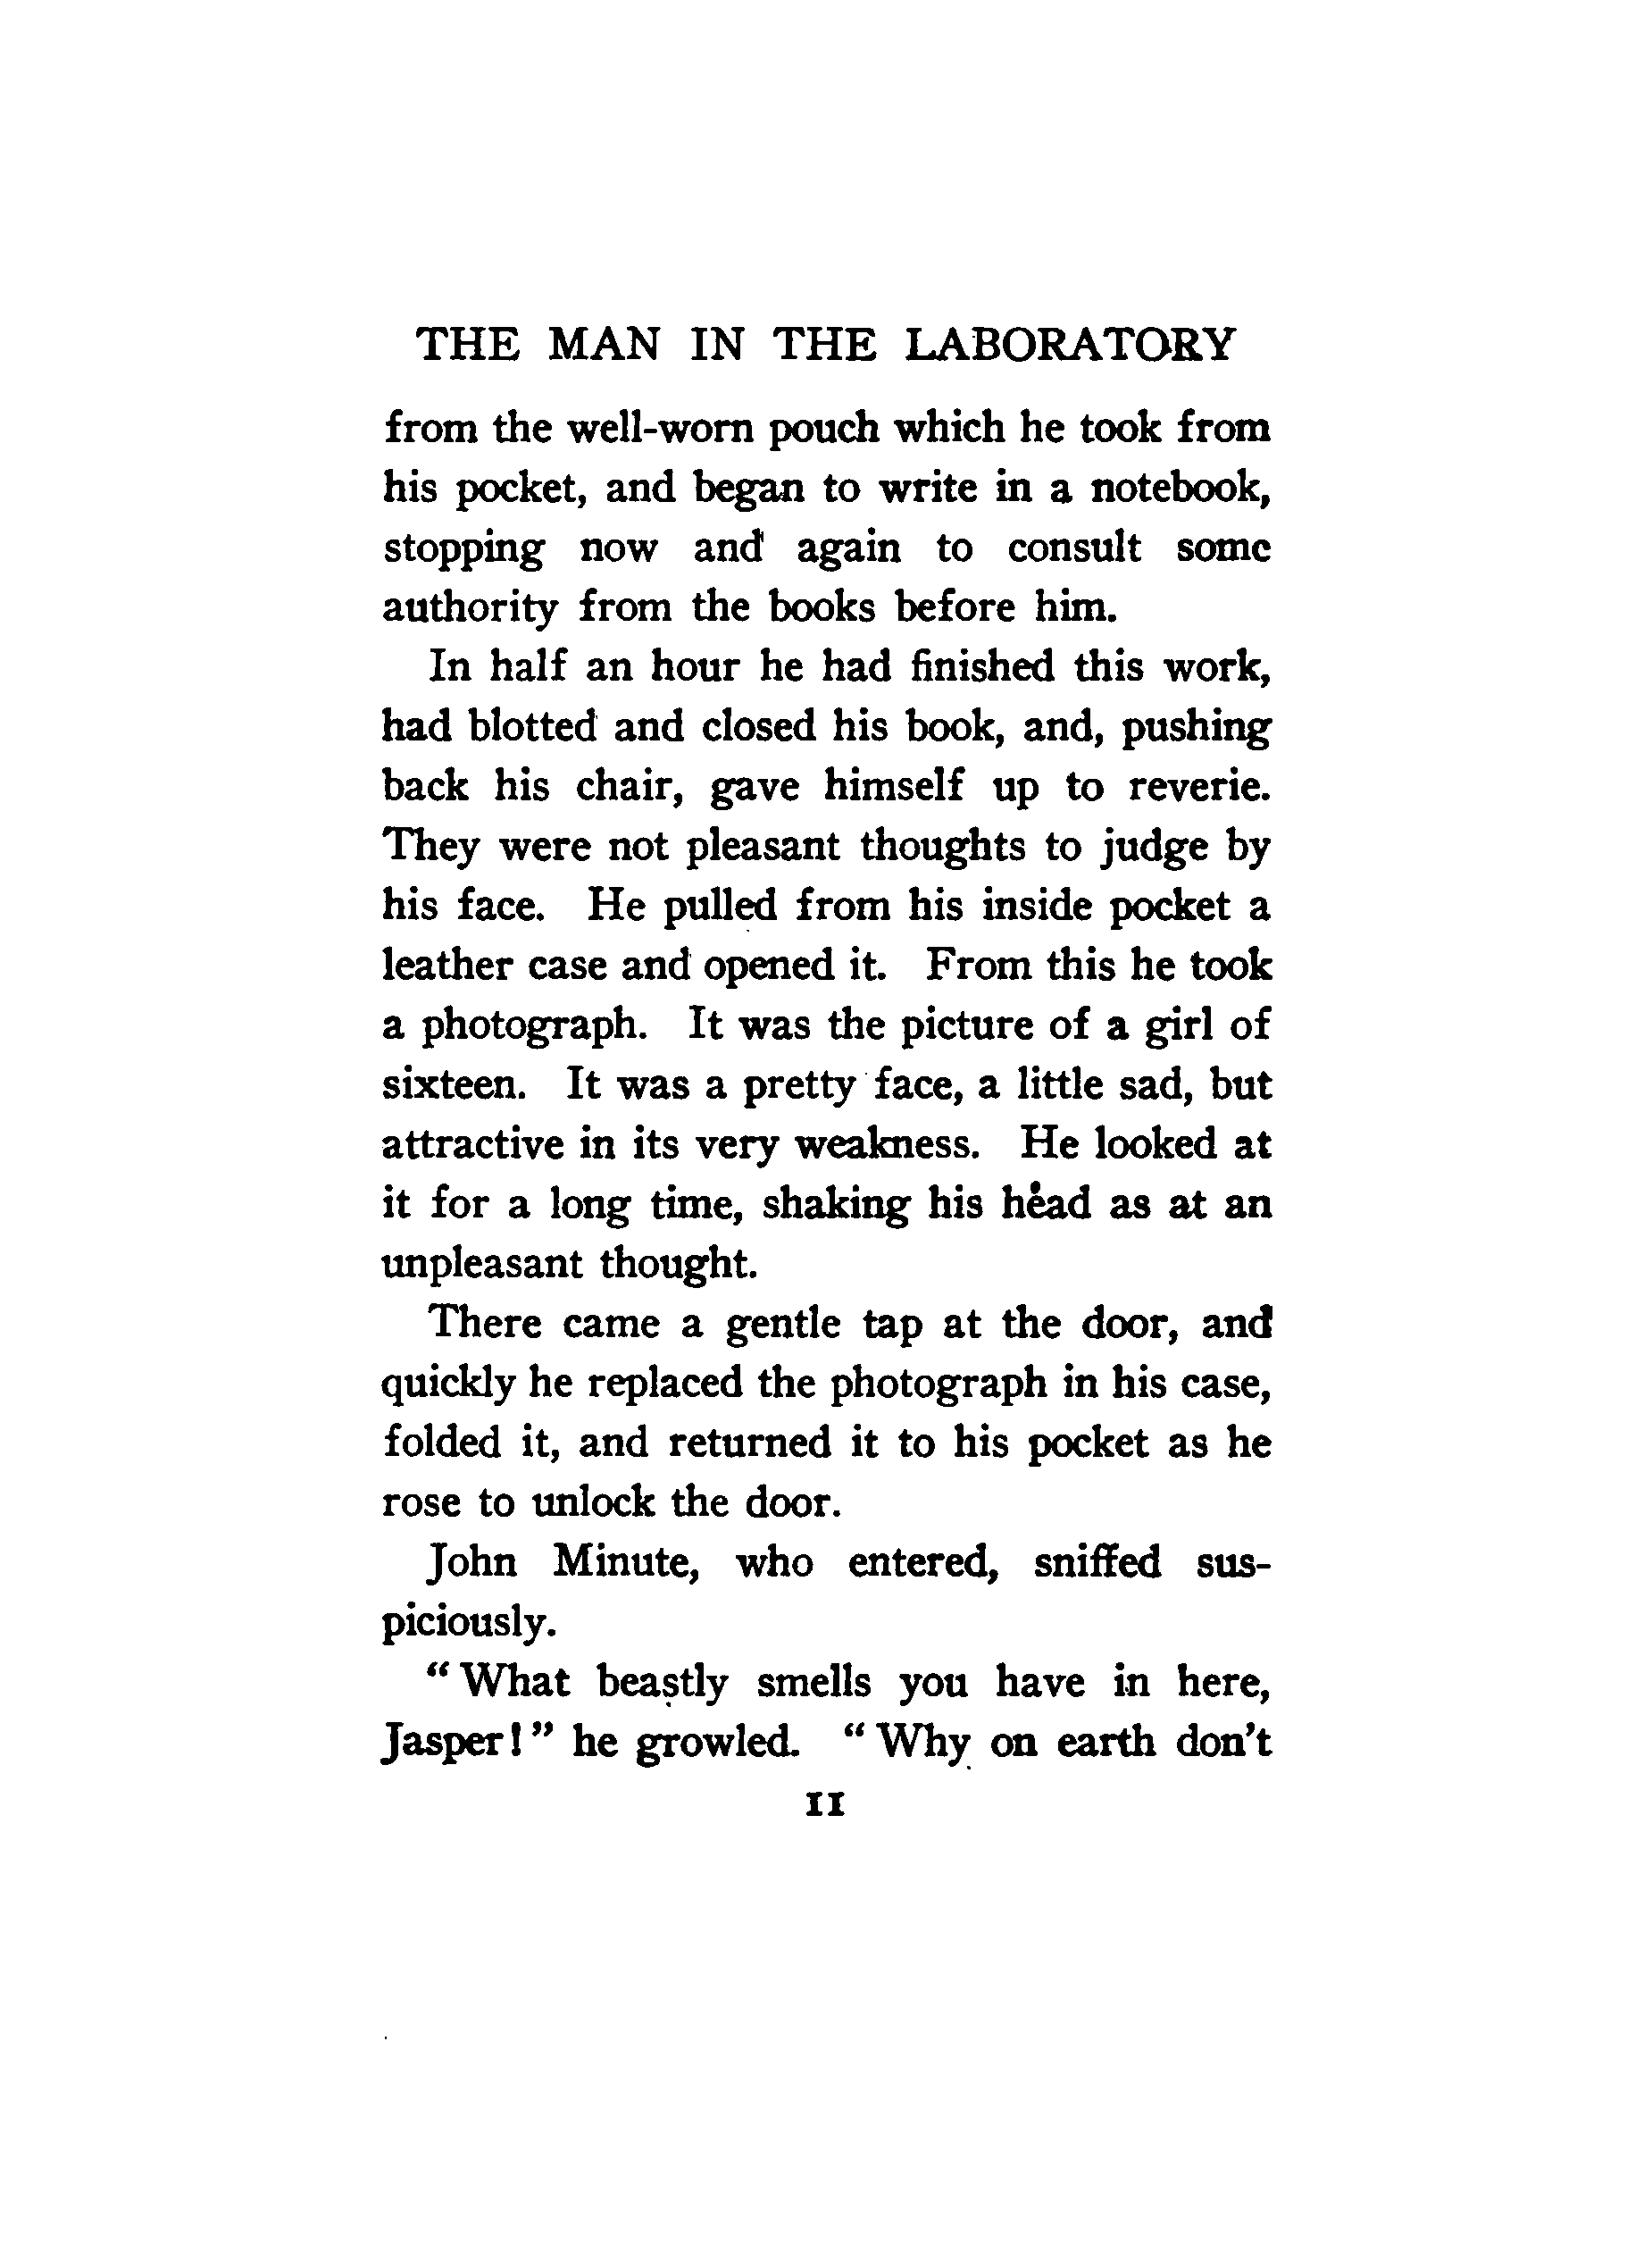 THE MAN IN THE LABORATORY
from the well-worn pouch which he took from
his pocket, and began to write in a notebook,
stopping now and again to consult some
authority from the books before him.
In half an hour he had finished this work,
had blotted and closed his book, and, pushing
back his chair, gave himself up to reverie.
They were not pleasant thoughts to judge by
his face. He pulled from his inside pocket a
leather case and opened it. From this he took
a photograph. It was the picture of a girl of
sixteen. It was a pretty face, a little sad, but
attractive in its very weakness. He looked at
it for a long time, shaking his head as at an
unpleasant thought.
There came a gentle tap at the door, and
quickly he replaced the photograph in his case,
folded it, and returned it to his pocket as he
rose to unlock the door.
John Minute, who entered, sniffed sus-
piciously.
“What beastly smells you have in here,
Jasper!” he growled. “Why on earth don't
11